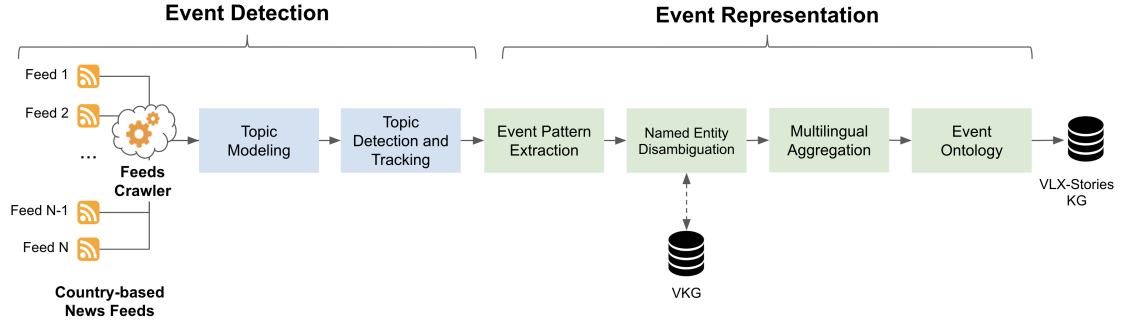 Event Detection
Event Representation
Feed 1
Feed 2
...
Feed N-1
Feed N
Country-based
News Feeds
Feeds
Crawler
Topic
Modeling
Topic
Detection and
Tracking
Event Pattern
Extraction
Named Entity
Disambiguation
VKG
Multilingual
Aggregation
Event
Ontology
VLX-Stories
KG